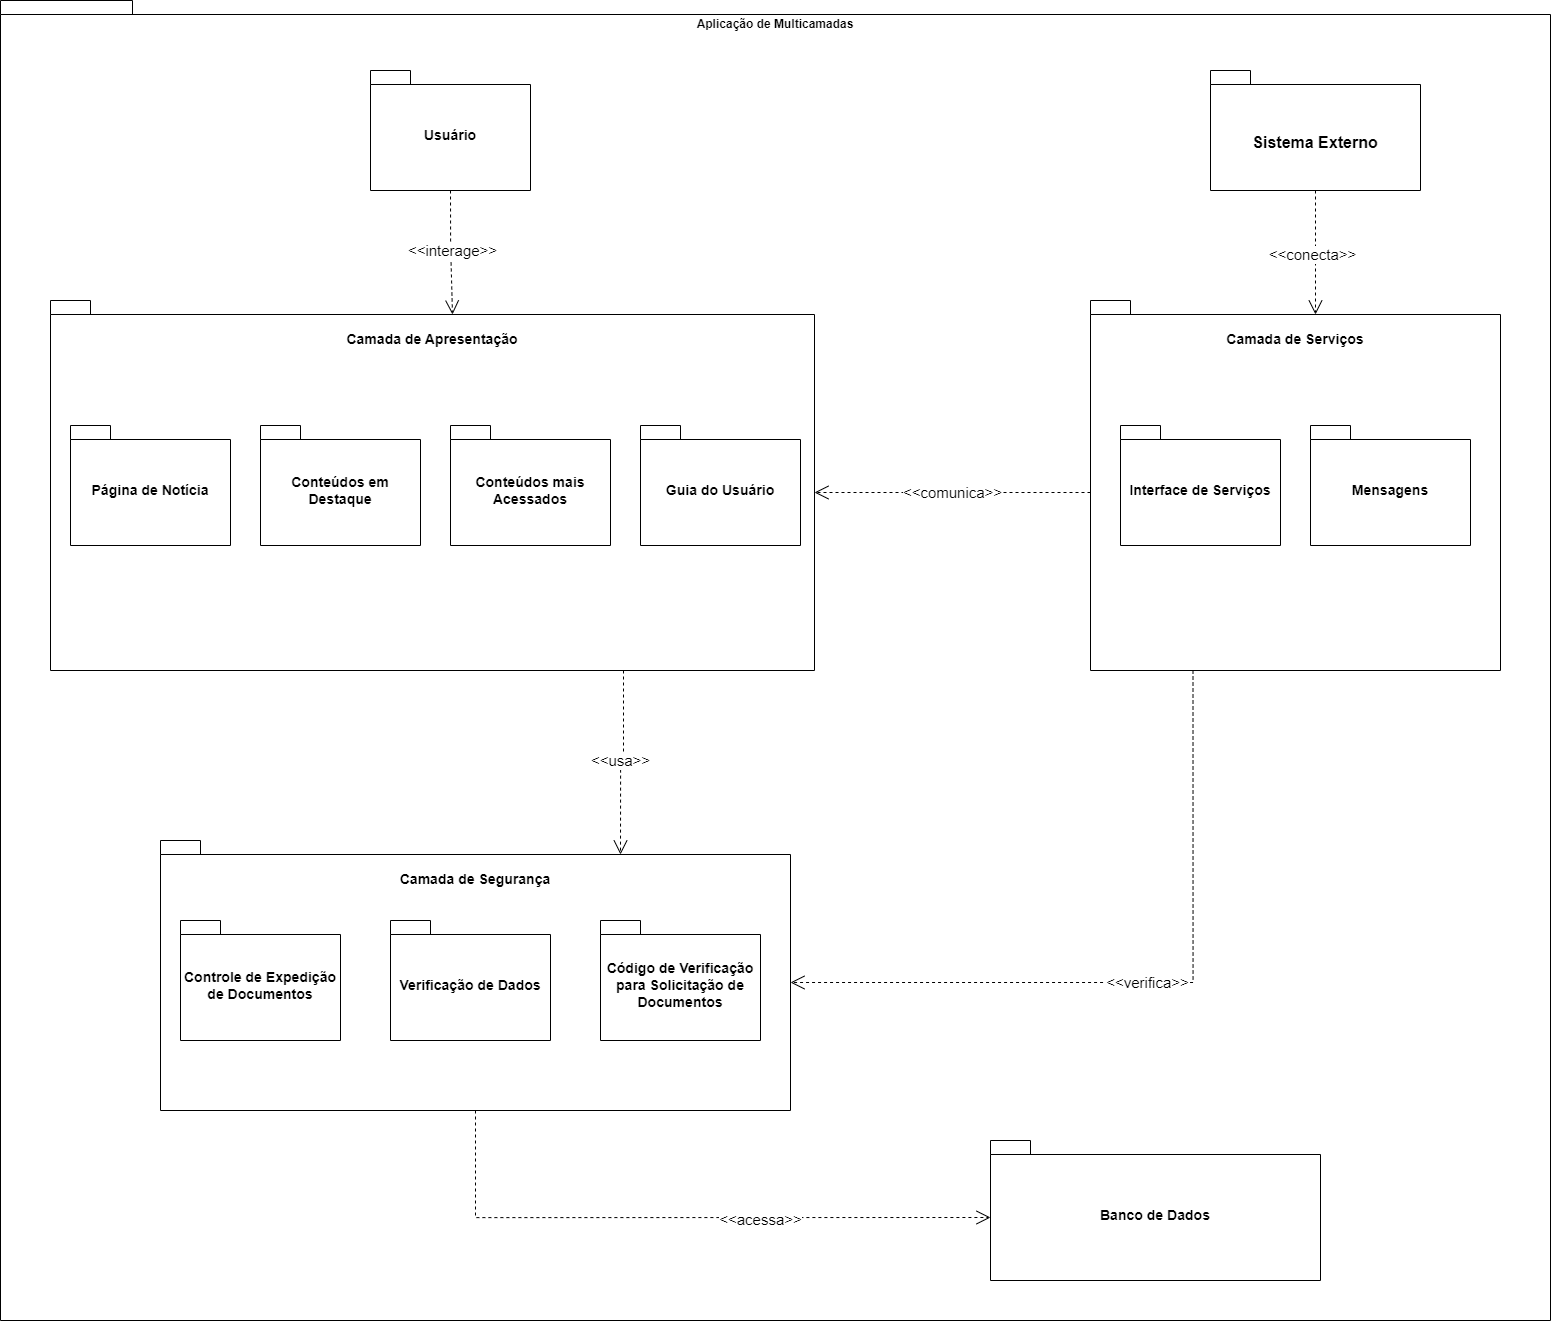 Aplicação de Multicamadas
Usuário
Sistema Externo
<<interage>>
<<conecta>>
Camada de Apresentação
Camada de Serviços
Página de Notícia
Conteúdos em
Destaque
Conteúdos mais
Acessados
Guia do Usuário
<<comunica>>
Interface de Serviços
Mensagens
<<usa>>
Camada de Segurança
Controle de Expedição
de Documentos
Verificação de Dados
Código de Verificação
para Solicitação de
Documentos
<<verifica>>
<<acessa>>
Banco de Dados